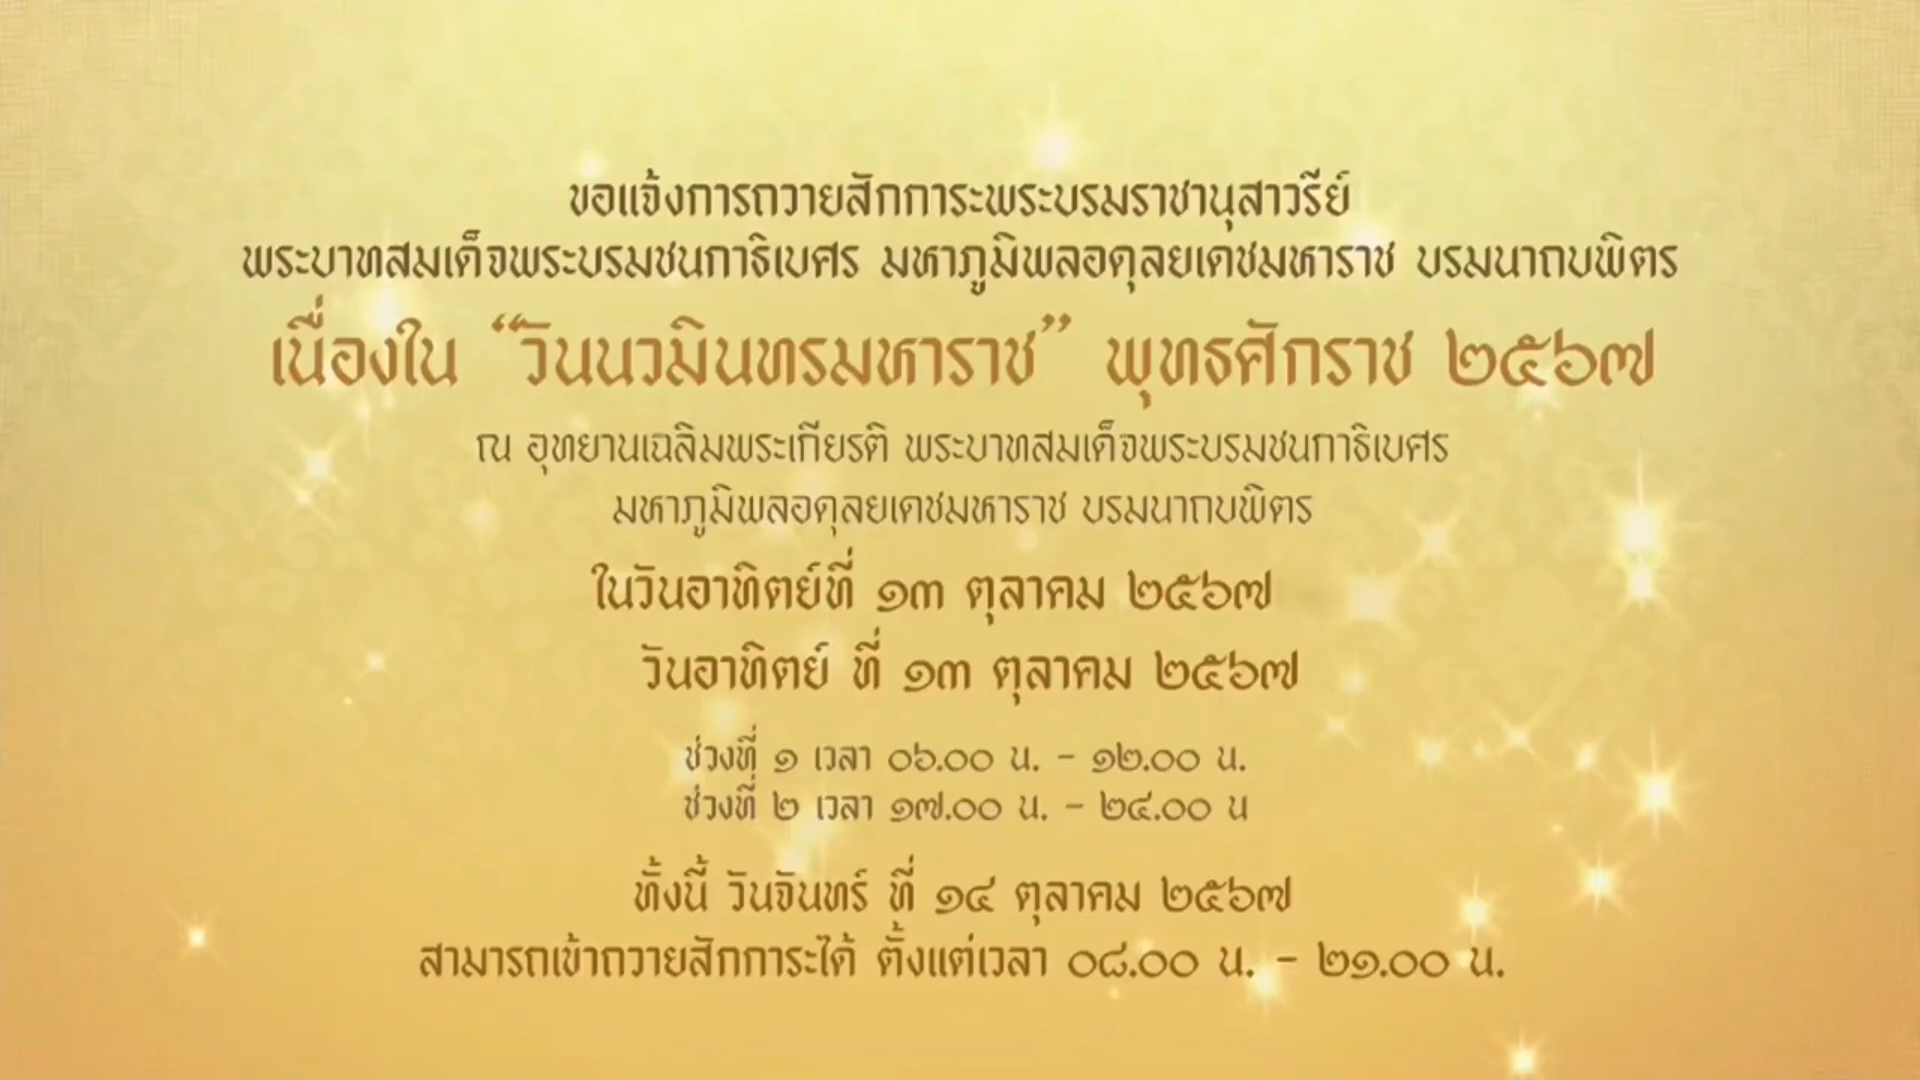 ขอแจ้งการถวายสักการะพระบรมราชานุสาวรีย์
พระบาทสมเด็จพระบรมชนกาธิเบศร มหาภูมิพลอดุลยเดชมหาราช บรมนาถบพิตร
เนื่องใน “วันนวมินทรมหาราช” พุทธศักราช ๒๕๖๗
ณ อุทยานเฉลิมพระเกียรติ พระบาทสมเด็จพระบรมชนกาธิเบศร
มหาภูมิพลอดุลยเดชมหาราช บรมนาถบพิตร
ในวันอาทิตย์ที่ ๑๓ ตุลาคม ๒๕๖๗
วันอาทิตย์ ที่ ๑๓ ตุลาคม ๒๕๖๗
ช่วงที่ ๑ เวลา ๐๖.๐๐ น. - ๑๒.๐๐ น.
ช่วงที่ ๒ เวลา ๑๗.๐๐ น. - ๒๔.๐๐ น
ทั้งนี้ วันจันทร์ ที่ ๑๔ ตุลาคม ๒๕๖๗
สามารถเข้าถวายสักการะได้ ตั้งแต่เวลา ๐๘.๐๐ น. - ๒๑.๐๐ น.